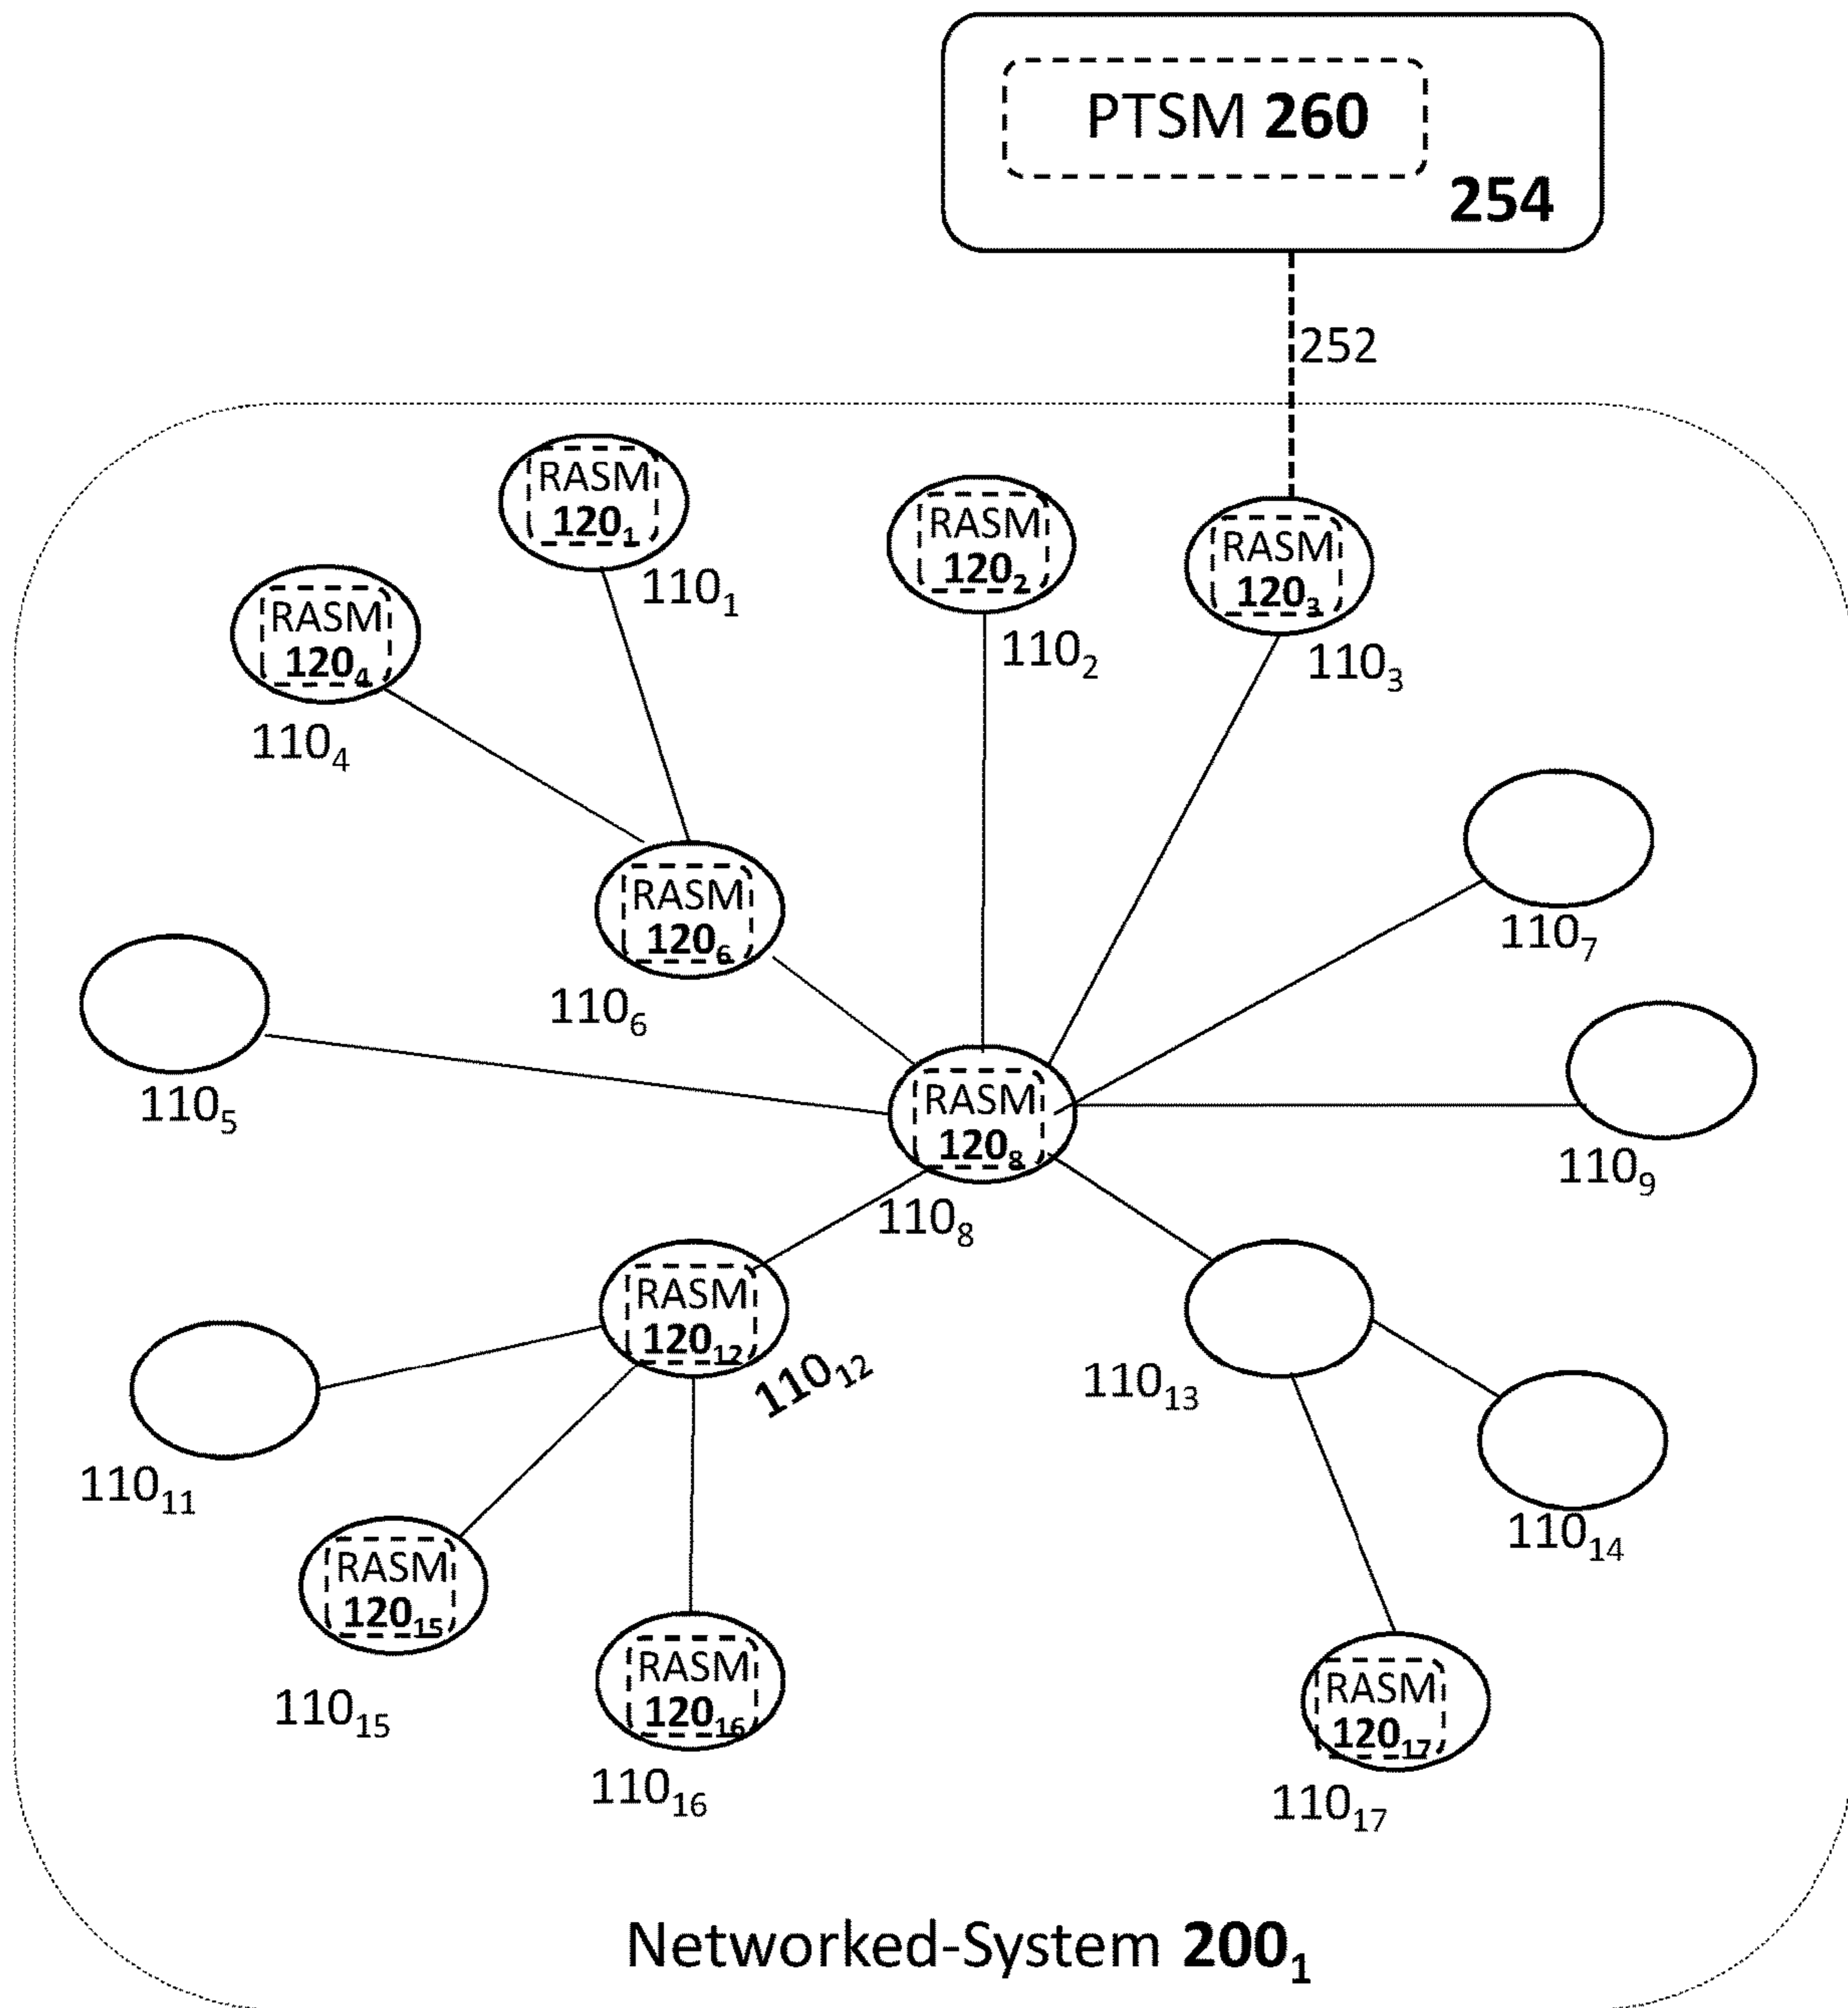 PTSM 260
254
252
RASM
120₁
110₁
RASM
120₂
110₂
RASM
120₃
110₃
RASM
120₄
110₄
110₇
RASM
120₆
110₆
110₅
RASM
120₈
110₈
110₉
RASM
120₁₂
110₁₂
110₁₃
110₁₁
110₁₄
RASM
120₁₅
110₁₅
RASM
120₁₆
110₁₆
RASM
120₁₇
110₁₇
Networked-System 200₁